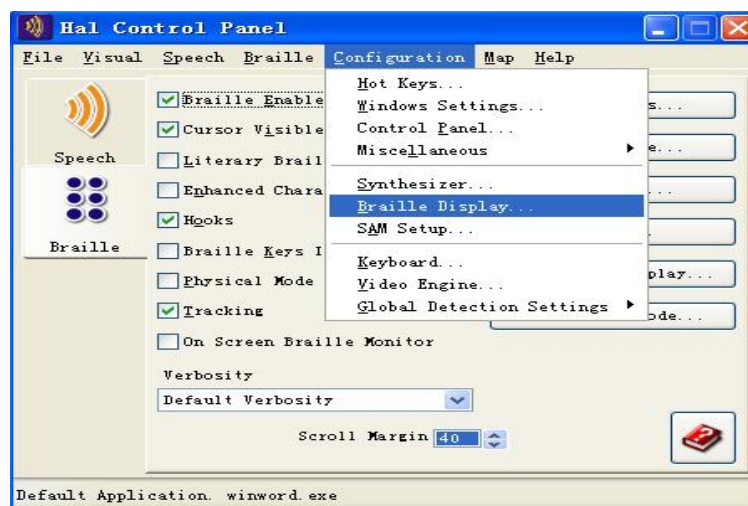 Hal Control Panel
File Visual Speech Braille Configuration Map Help
Hot Keys...
Windows Settings...
Control Panel...
Miscellaneous
Synthesizer...
Braille Display...
SAM Setup...
Keyboard...
Video Engine...
Global Detection Settings
Speech
Braille
Braille Enable
Cursor Visible
Literary Brail
Enhanced Chara
Hooks
Braille Keys I
Physical Mode
Tracking
On Screen Braille Monitor
Verbosity
Default Verbosity
Scroll Margin 40
s...
e...
...
.
play...
ode...
Default Application. winword.exe